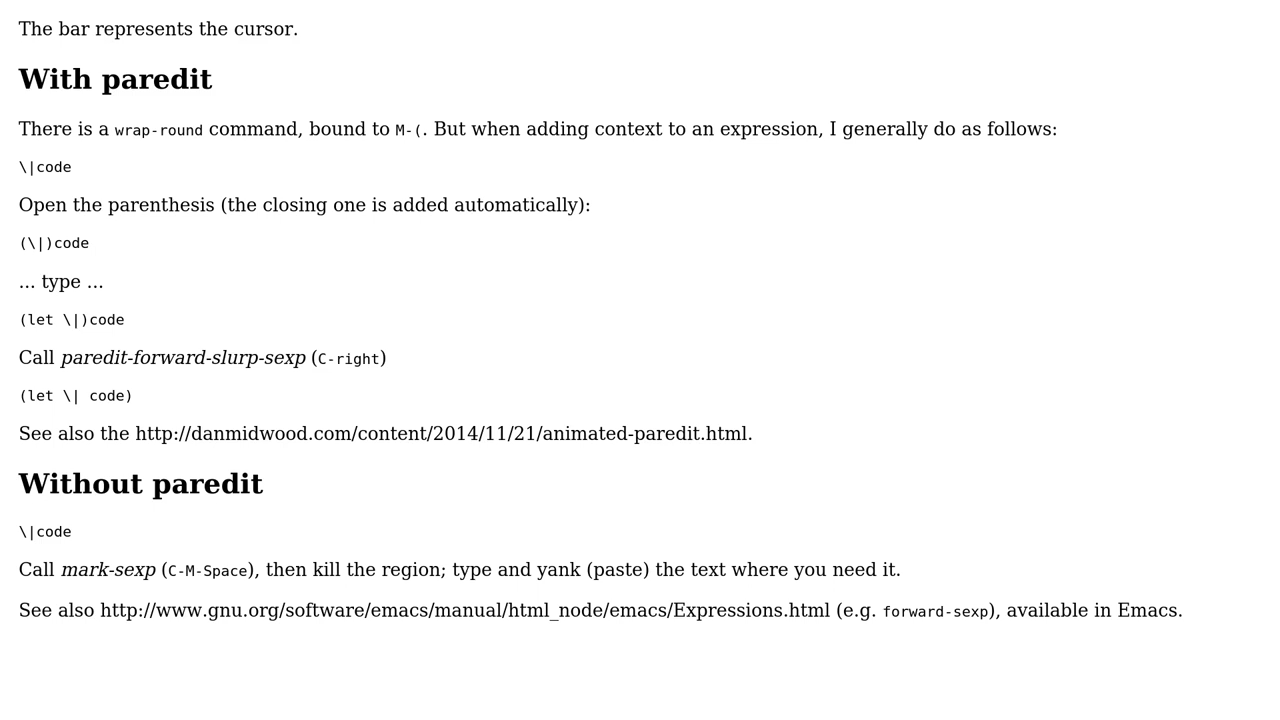 The bar represents the cursor.
With paredit
There is a wrap-round command, bound to M-(. But when adding context to an expression, I generally do as follows:
\|code
Open the parenthesis (the closing one is added automatically):
(\|)code
... type ...
(let \|)code
Call paredit-forward-slurp-sexp (C-right)
(let \| code)
See also the http://danmidwood.com/content/2014/11/21/animated-paredit.html.
Without paredit
\|code
Call mark-sexp (C-M-Space), then kill the region; type and yank (paste) the text where you need it.
See also http://www.gnu.org/software/emacs/manual/html_node/emacs/Expressions.html (e.g. forward-sexp), available in Emacs.